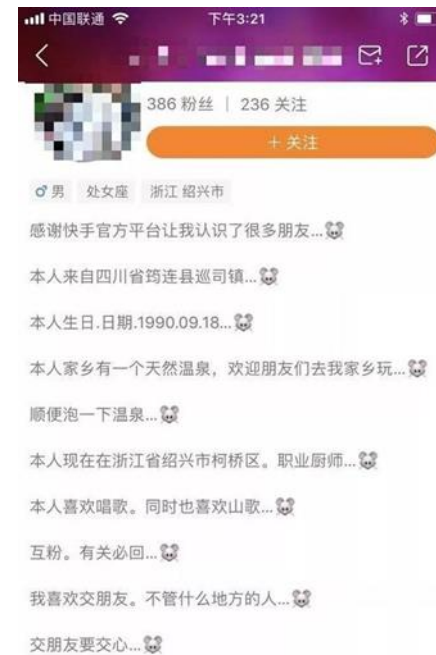 中国联通 下午3:21
386 粉丝 | 236 关注
+ 关注
♂男 处女座 浙江 绍兴市
感谢快手官方平台让我认识了很多朋友...🐭
本人来自四川省筠连县巡司镇...🐭
本人生日.日期.1990.09.18...🐭
本人家乡有一个天然温泉，欢迎朋友们去我家乡玩...🐭
顺便泡一下温泉...🐭
本人现在在浙江省绍兴市柯桥区。职业厨师...🐭
本人喜欢唱歌。同时也喜欢山歌...🐭
互粉。有关必回...🐭
我喜欢交朋友。不管什么地方的人...🐭
交朋友要交心...🐭